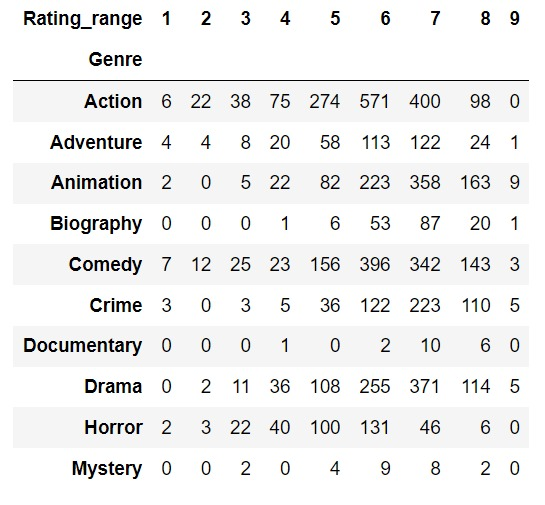 Rating_range 1 2 3 4 5 6 7 8 9
Genre
Action 6 22 38 75 274 571 400 98 0
Adventure 4 4 8 20 58 113 122 24 1
Animation 2 0 5 22 82 223 358 163 9
Biography 0 0 0 1 6 53 87 20 1
Comedy 7 12 25 23 156 396 342 143 3
Crime 3 0 3 5 36 122 223 110 5
Documentary 0 0 0 1 0 2 10 6 0
Drama 0 2 11 36 108 255 371 114 5
Horror 2 3 22 40 100 131 46 6 0
Mystery 0 0 2 0 4 9 8 2 0